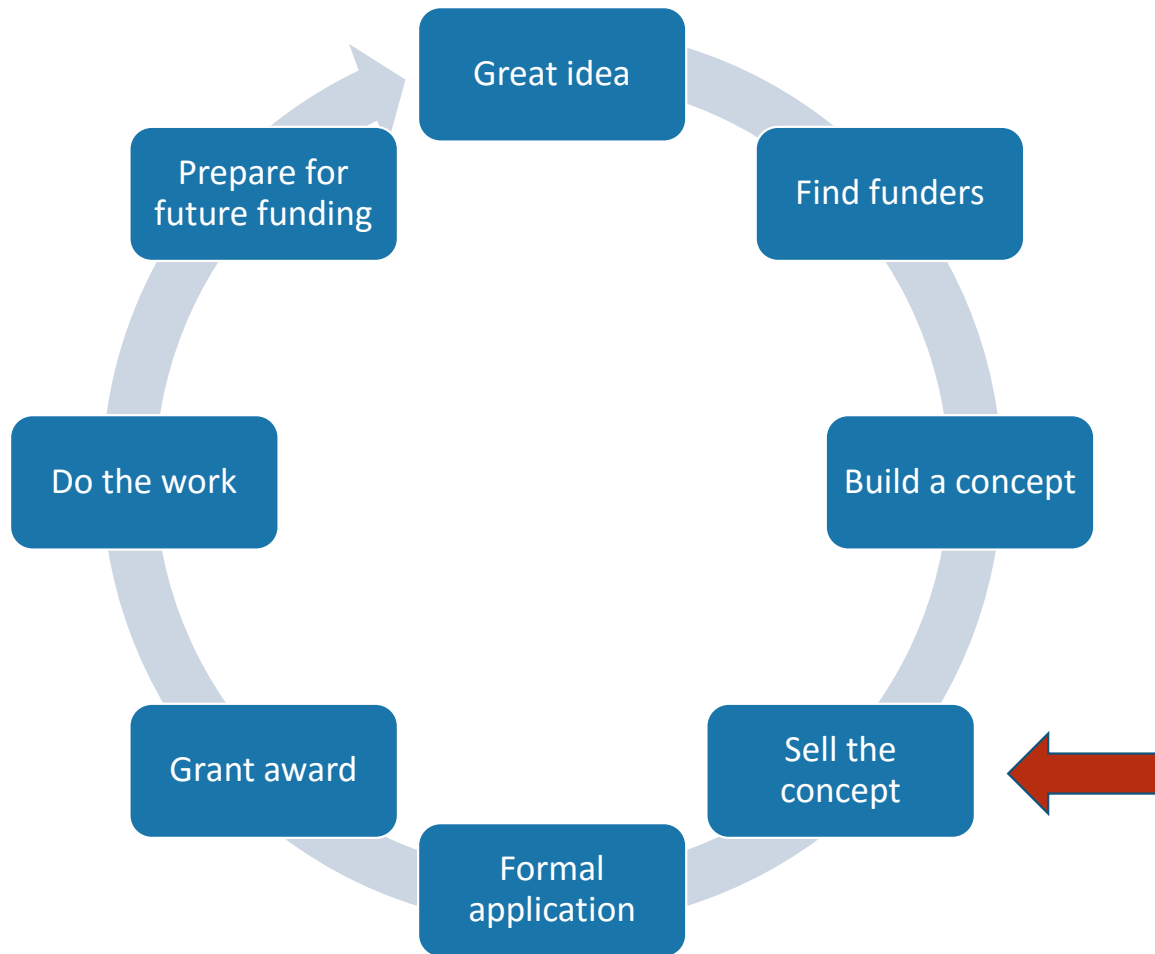 Great idea
Find funders
Build a concept
Sell the
concept
Formal
application
Grant award
Do the work
Prepare for
future funding